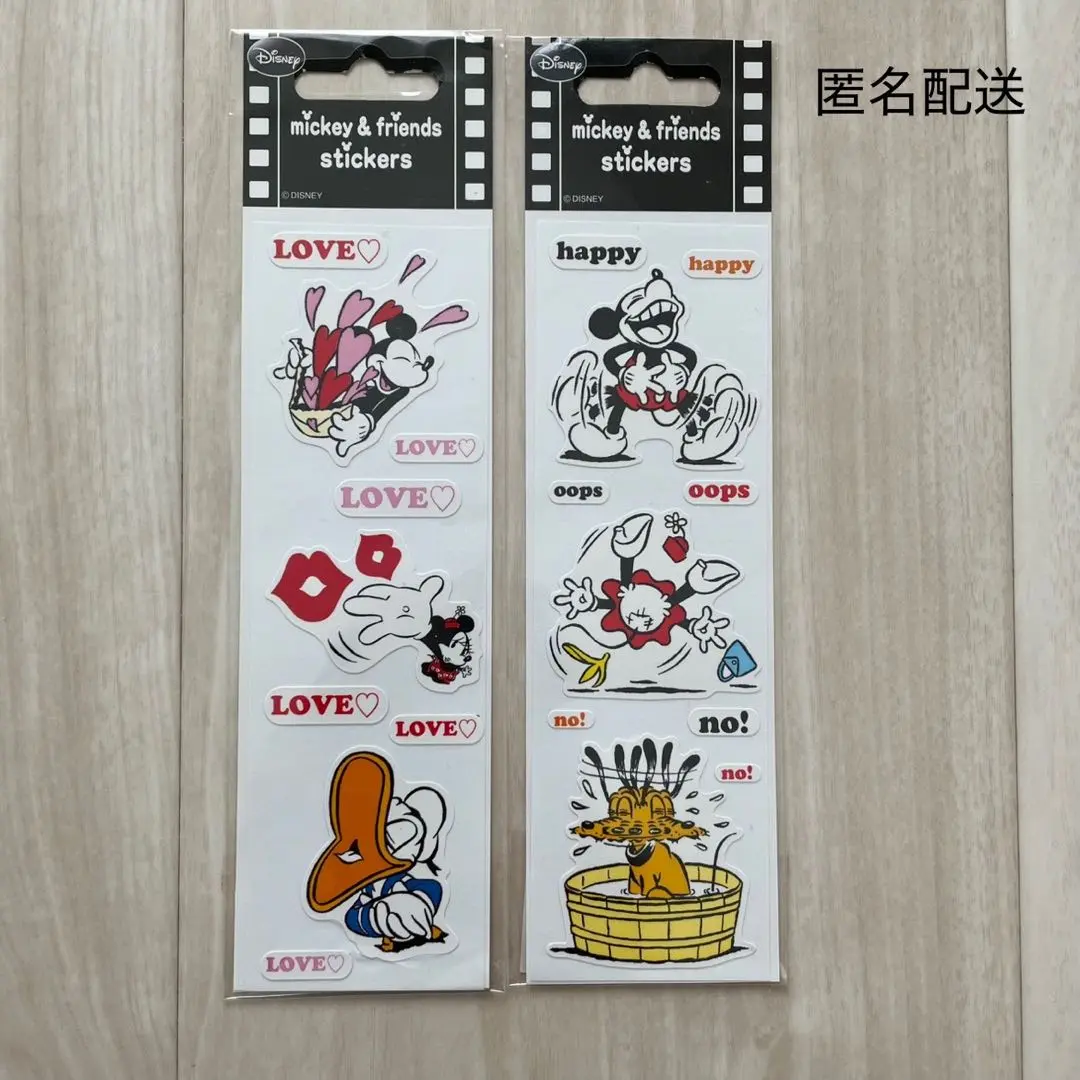 匿名配送
Disney
mickey & friends
stickers
©DISNEY
LOVE♡
LOVE♡
LOVE♡
LOVE♡
LOVE♡
LOVE♡
Disney
mickey & friends
stickers
©DISNEY
happy
happy
oops
oops
no!
no!
no!